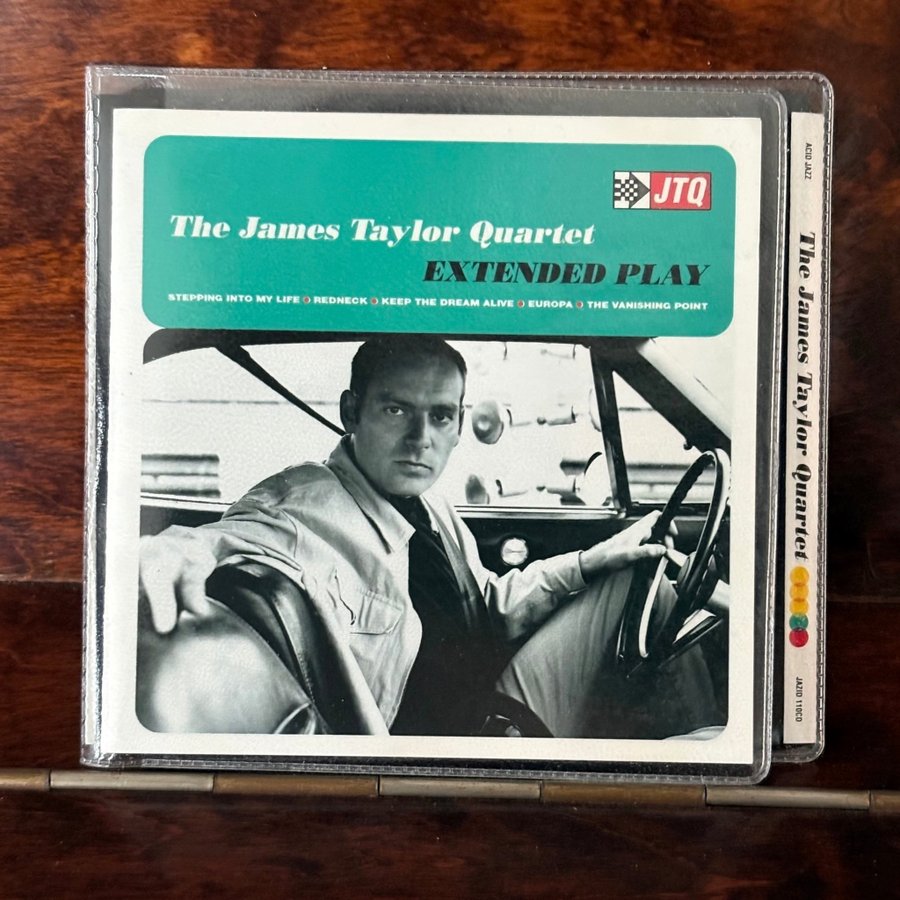 JTQ
The James Taylor Quartet
EXTENDED PLAY
STEPPING INTO MY LIFE • REDNECK • KEEP THE DREAM ALIVE • EUROPA • THE VANISHING POINT
ACID JAZZ
The James Taylor Quartet
JAZID 110CD